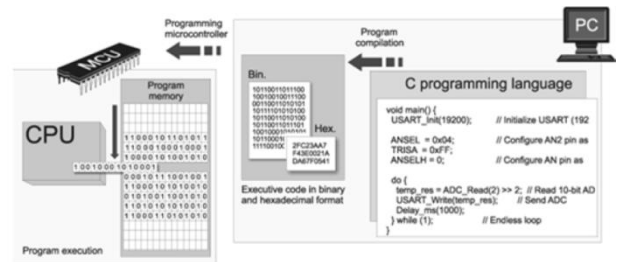 Programming
microcontroller
Program
compilation
PC
MCU
Program
memory
CPU
1001001010001
Program execution
Bin.
10110011011100
10010010011100
Hex.
2FC23AA7
F43E0021A
DA67F0541
Executive code in binary
and hexadecimal format
C programming language
void main() {
USART_Init(19200); // Initialize USART (192
ANSEL = 0x04; // Configure AN2 pin as
TRISA = 0xFF;
ANSELH = 0; // Configure AN pin as
do {
temp_res = ADC_Read(2) >> 2; // Read 10-bit AD
USART_Write(temp_res); // Send ADC
Delay_ms(1000);
} while (1); // Endless loop
}